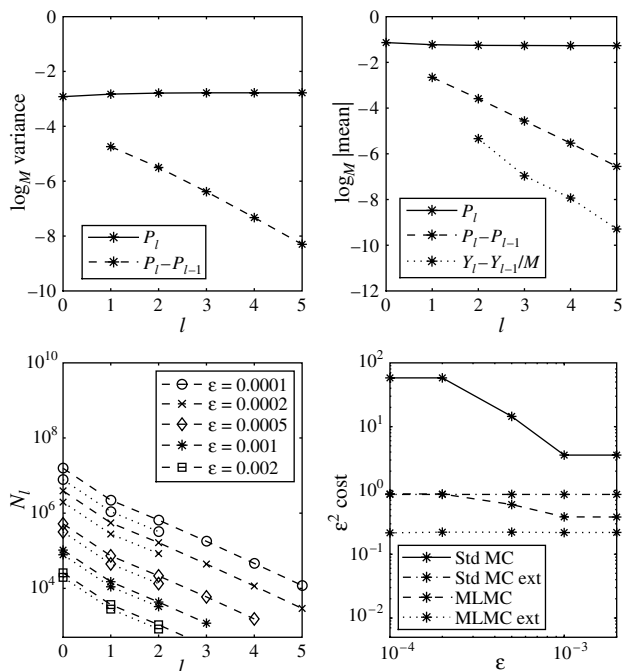 0
−2
−4
−6
−8
−10
0 1 2 3 4 5
log_M variance
l
P_l
P_l−P_{l−1}
0
−2
−4
−6
−8
−10
−12
0 1 2 3 4 5
log_M |mean|
l
P_l
P_l−P_{l−1}
Y_l−Y_{l−1}/M
10^10
10^8
10^6
10^4
0 1 2 3 4 5
N_l
l
ε = 0.0001
ε = 0.0002
ε = 0.0005
ε = 0.001
ε = 0.002
10^2
10^1
10^0
10^−1
10^−2
10^−4 10^−3
ε^2 cost
ε
Std MC
Std MC ext
MLMC
MLMC ext